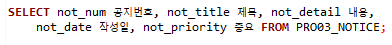 SELECT not_num 공지번호, not_title 제목, not_detail 내용,
not_date 작성일, not_priority 중요 FROM PRO03_NOTICE;